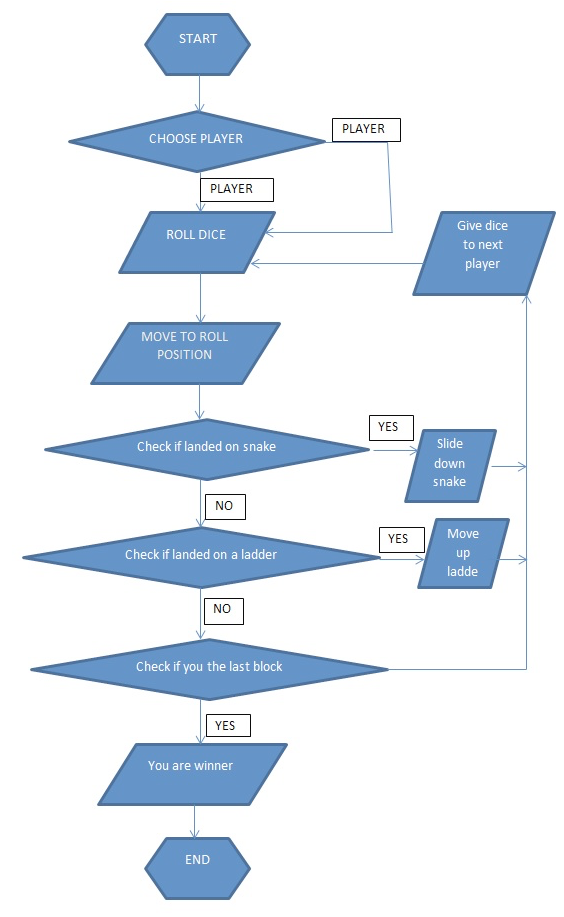 START
CHOOSE PLAYER
PLAYER
PLAYER
ROLL DICE
Give dice
to next
player
MOVE TO ROLL
POSITION
Check if landed on snake
YES
Slide
down
snake
NO
Check if landed on a ladder
YES
Move
up
ladde
NO
Check if you the last block
YES
You are winner
END